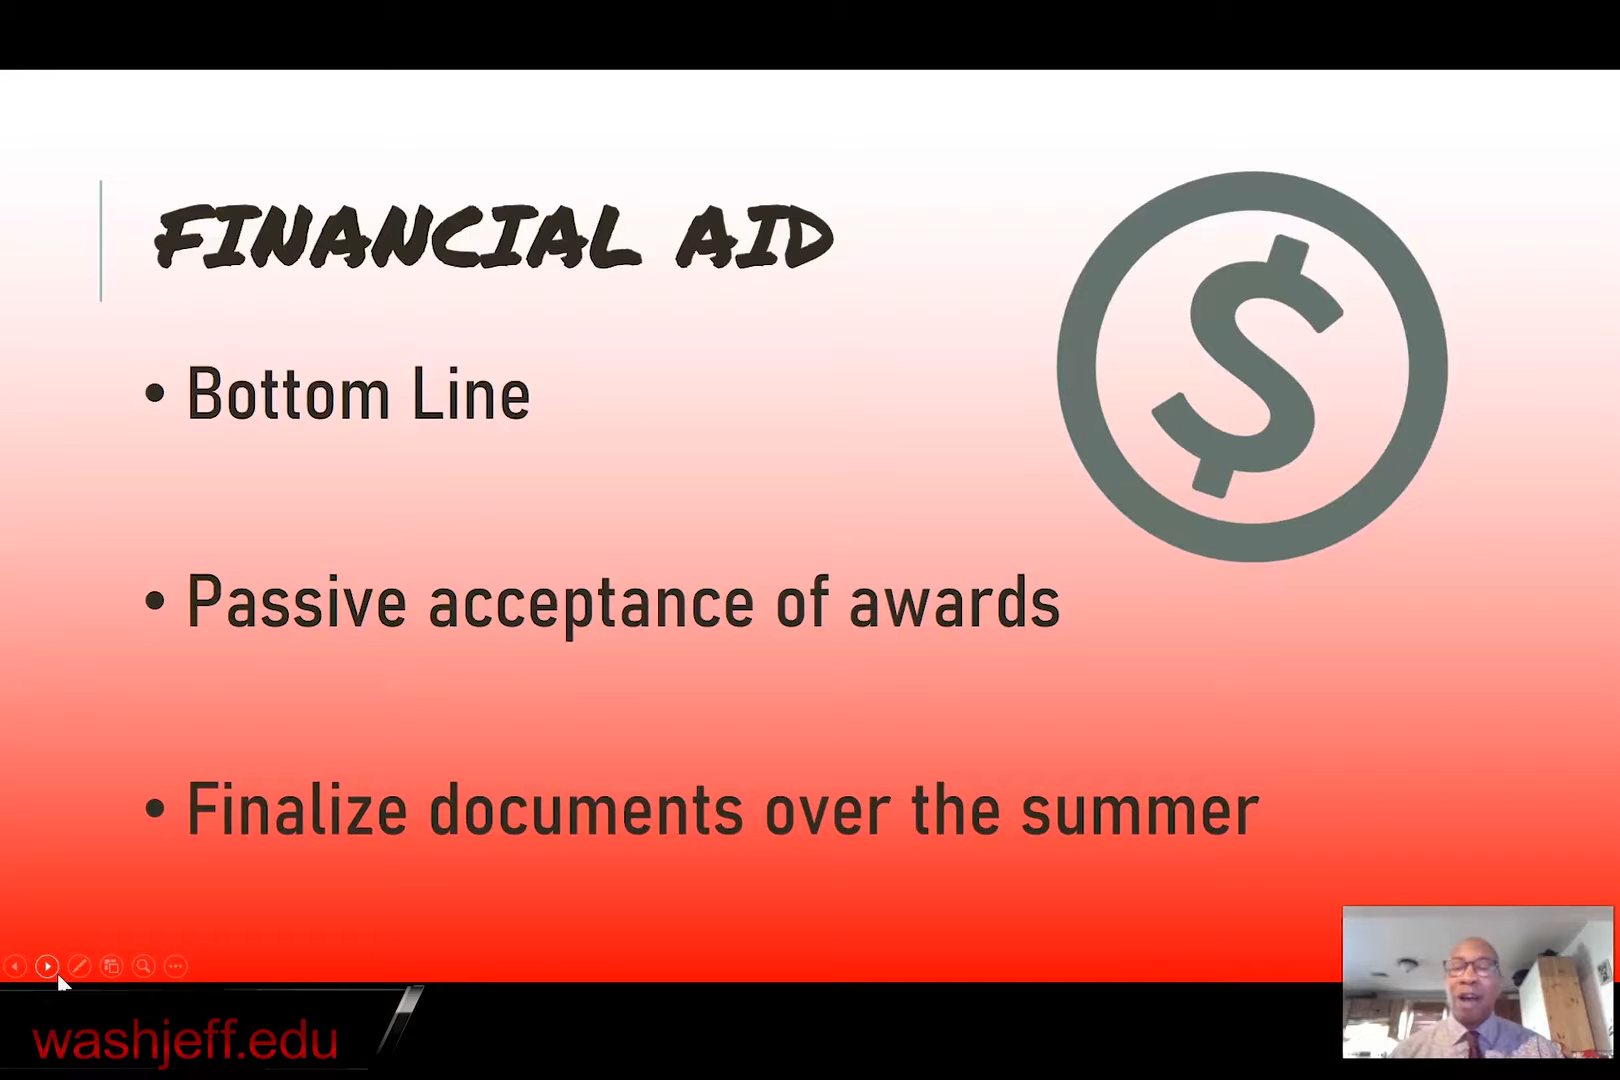 FINANCIAL AID
• Bottom Line
• Passive acceptance of awards
• Finalize documents over the summer
washjeff.edu